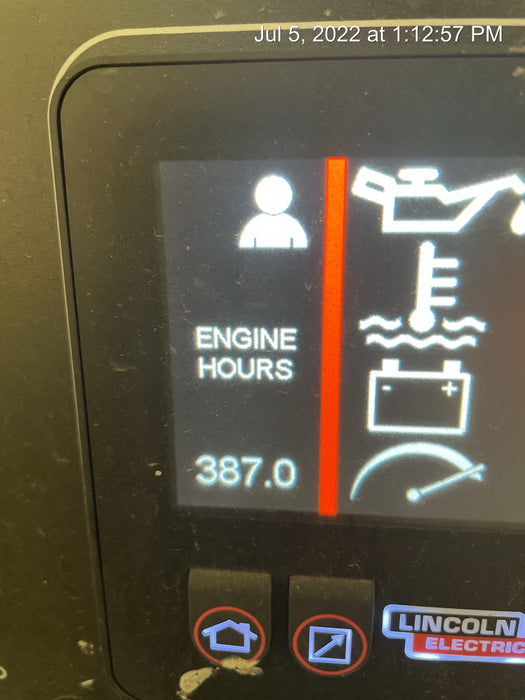 Jul 5, 2022 at 1:12:57 PM
ENGINE
HOURS
387.0
- +
LINCOLN
ELECTRIC